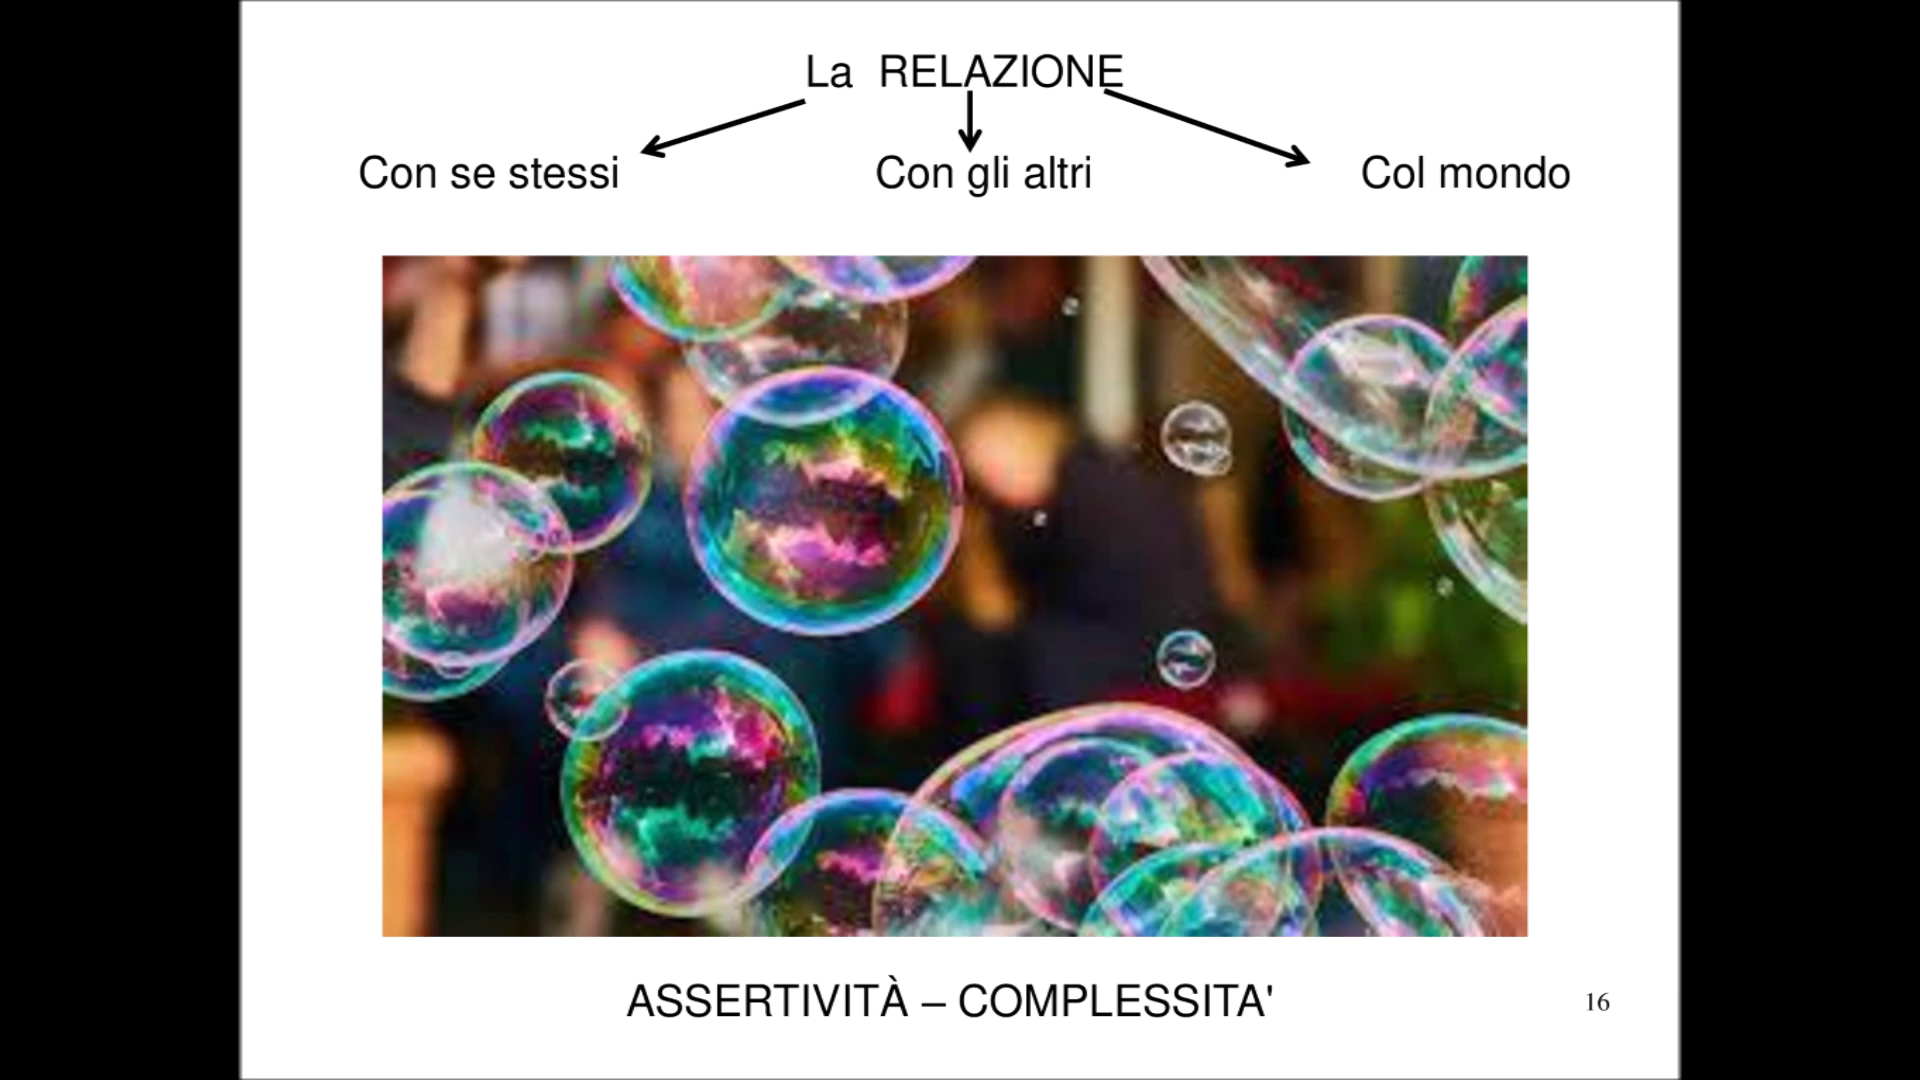 La RELAZIONE
Con se stessi Con gli altri Col mondo
ASSERTIVITÀ – COMPLESSITA'
16